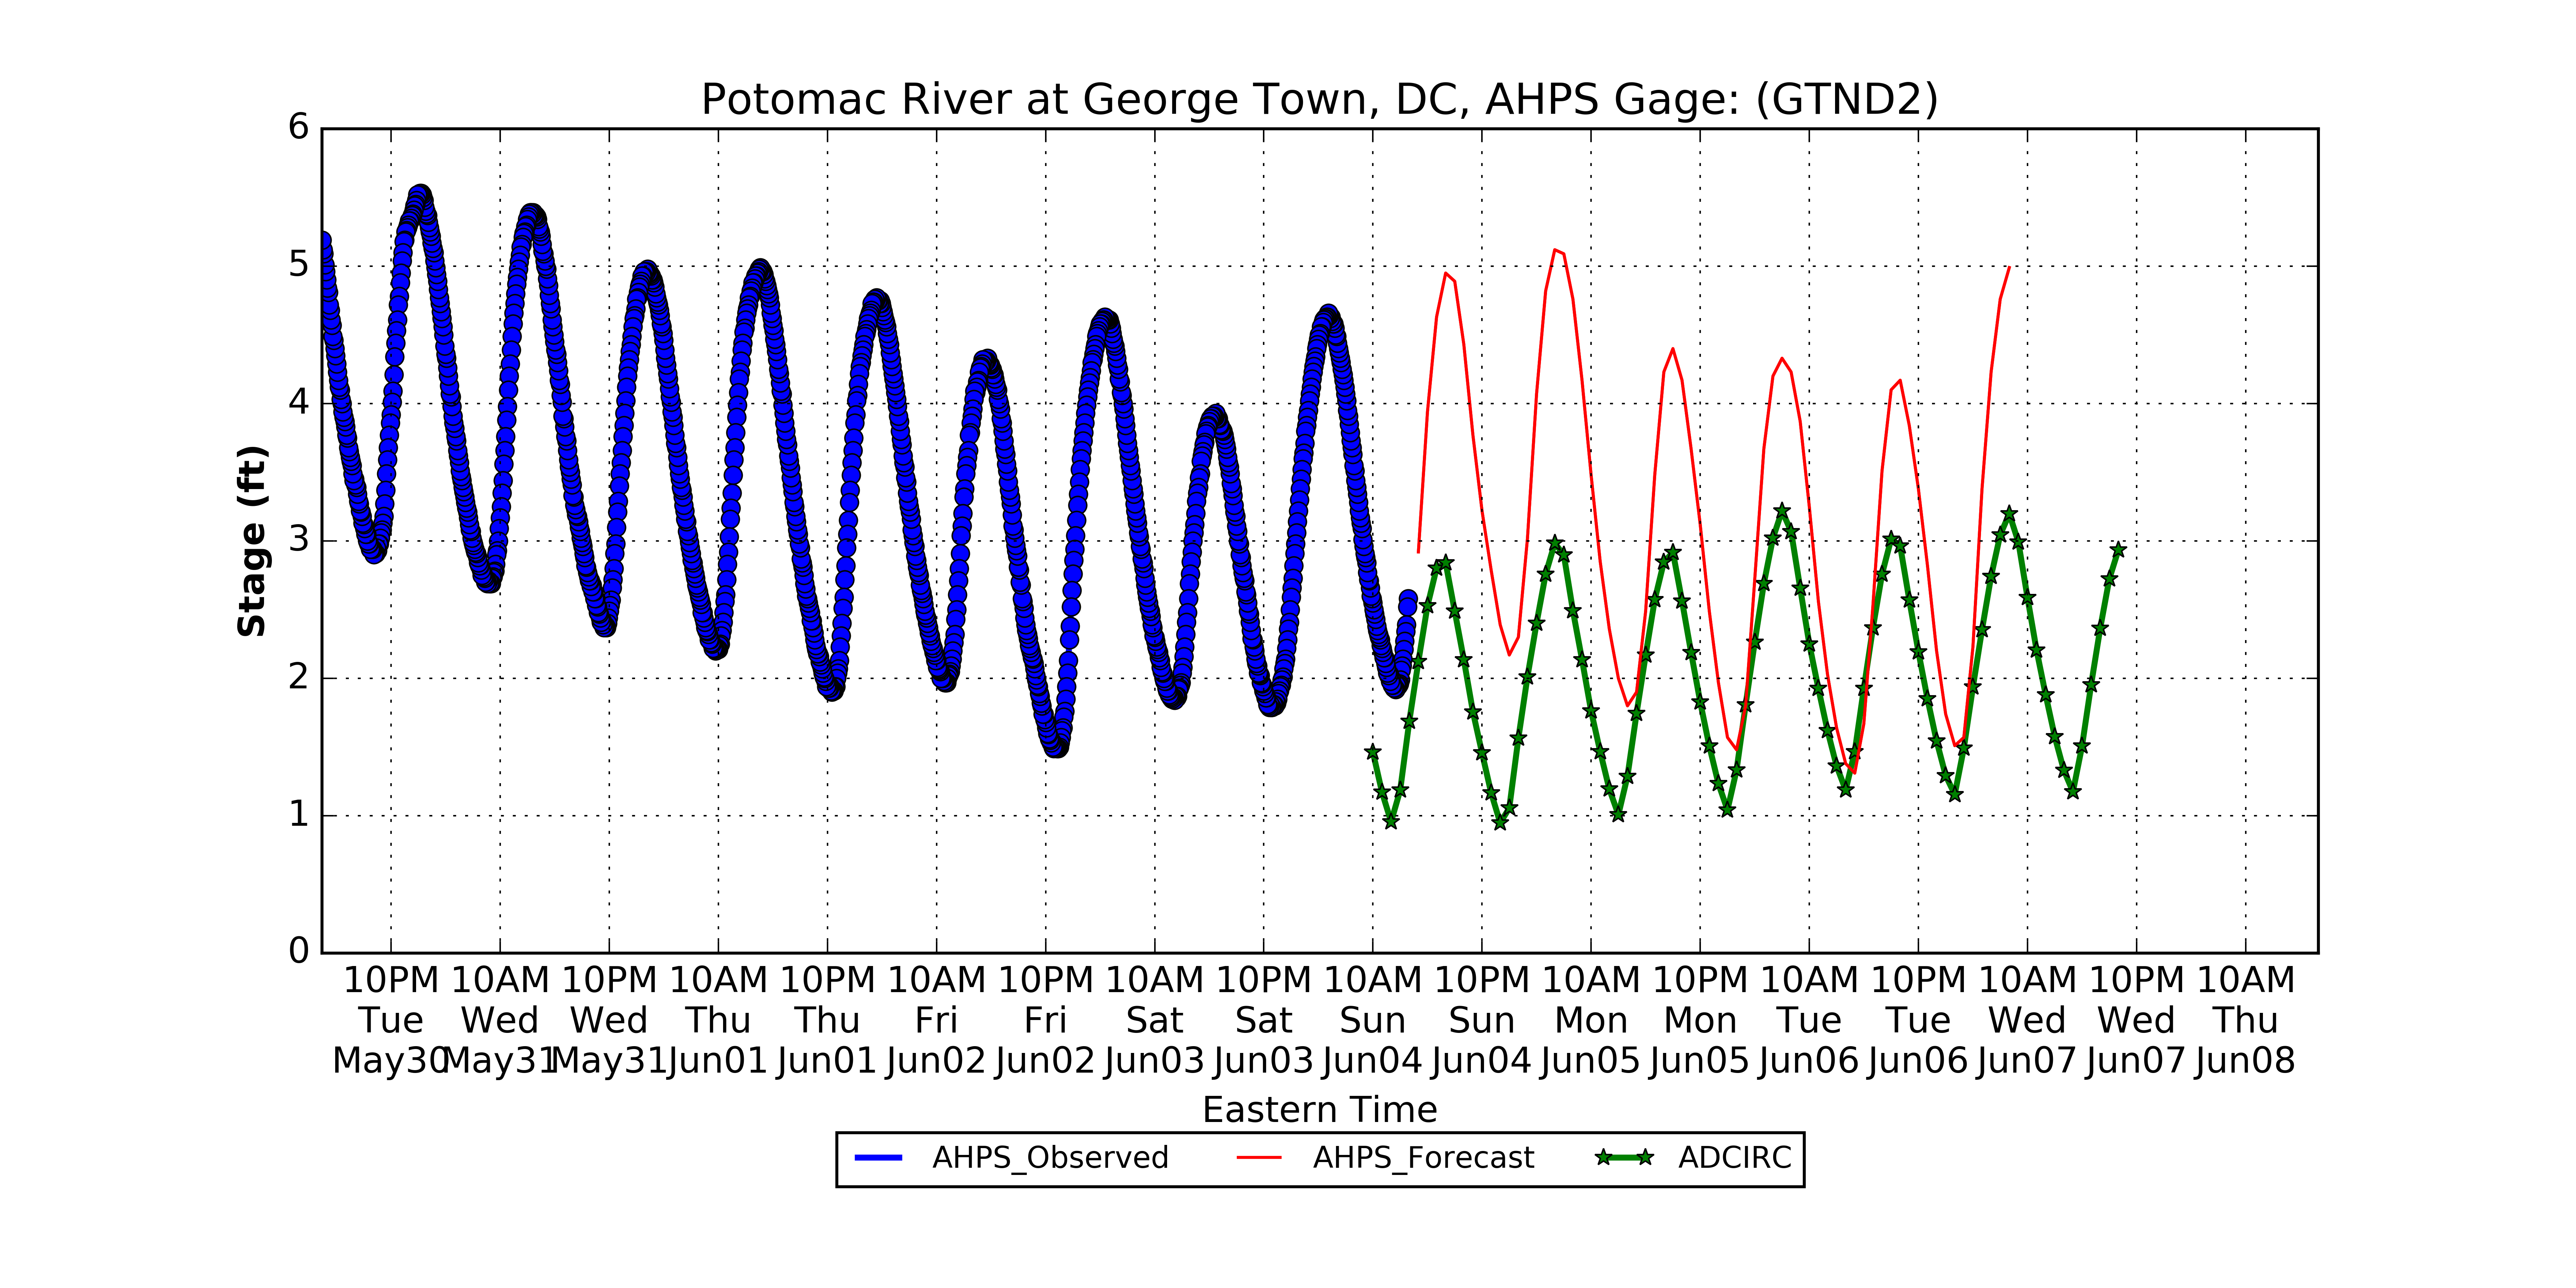 Potomac River at George Town, DC, AHPS Gage: (GTND2)
6
5
4
3
2
1
0
Stage (ft)
10PM 10AM 10PM 10AM 10PM 10AM 10PM 10AM 10PM 10AM 10PM 10AM 10PM 10AM 10PM 10AM 10PM 10AM
Tue Wed Wed Thu Thu Fri Fri Sat Sat Sun Sun Mon Mon Tue Tue Wed Wed Thu
May30 May31 May31 Jun01 Jun01 Jun02 Jun02 Jun03 Jun03 Jun04 Jun04 Jun05 Jun05 Jun06 Jun06 Jun07 Jun07 Jun08
Eastern Time
AHPS_Observed AHPS_Forecast ADCIRC